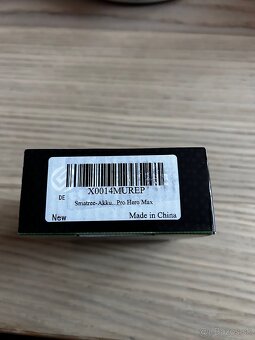 X0014MUREP
DE
Smatree-Akku...Pro Hero Max
New
Made in China